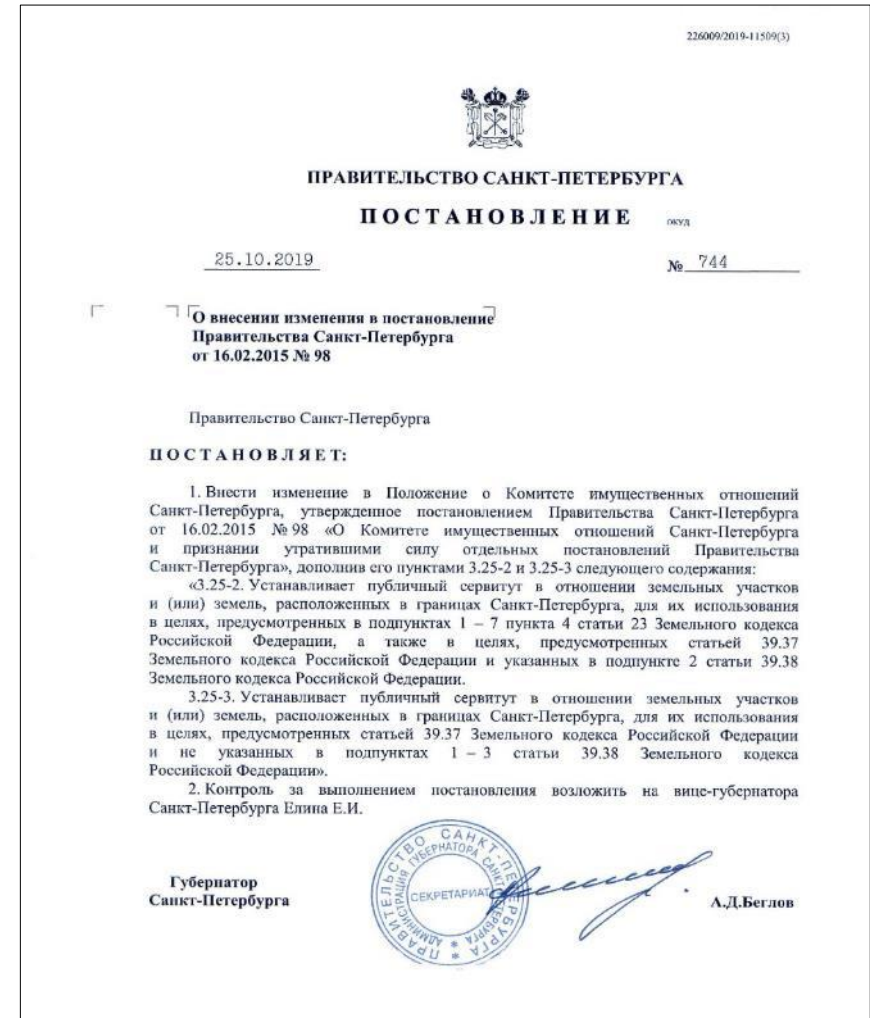 226009/2019-11509(3)
ПРАВИТЕЛЬСТВО САНКТ-ПЕТЕРБУРГА
ПОСТАНОВЛЕНИЕ окуд
25.10.2019 № 744
О внесении изменения в постановление
Правительства Санкт-Петербурга
от 16.02.2015 № 98
Правительство Санкт-Петербурга
ПОСТАНОВЛЯЕТ:
1. Внести изменение в Положение о Комитете имущественных отношений
Санкт-Петербурга, утвержденное постановлением Правительства Санкт-Петербурга
от 16.02.2015 № 98 «О Комитете имущественных отношений Санкт-Петербурга
и признании утратившими силу отдельных постановлений Правительства
Санкт-Петербурга», дополнив его пунктами 3.25-2 и 3.25-3 следующего содержания:
«3.25-2. Устанавливает публичный сервитут в отношении земельных участков
и (или) земель, расположенных в границах Санкт-Петербурга, для их использования
в целях, предусмотренных в подпунктах 1 – 7 пункта 4 статьи 23 Земельного кодекса
Российской Федерации, а также в целях, предусмотренных статьей 39.37
Земельного кодекса Российской Федерации и указанных в подпункте 2 статьи 39.38
Земельного кодекса Российской Федерации.
3.25-3. Устанавливает публичный сервитут в отношении земельных участков
и (или) земель, расположенных в границах Санкт-Петербурга, для их использования
в целях, предусмотренных статьей 39.37 Земельного кодекса Российской Федерации
и не указанных в подпунктах 1 – 3 статьи 39.38 Земельного кодекса
Российской Федерации».
2. Контроль за выполнением постановления возложить на вице-губернатора
Санкт-Петербурга Елина Е.И.
Губернатор
Санкт-Петербурга
ПРАВИТЕЛЬСТВО САНКТ-ПЕТЕРБУРГА
АДМИНИСТРАЦИЯ ГУБЕРНАТОРА САНКТ-ПЕТЕРБУРГА
СЕКРЕТАРИАТ
А.Д.Беглов